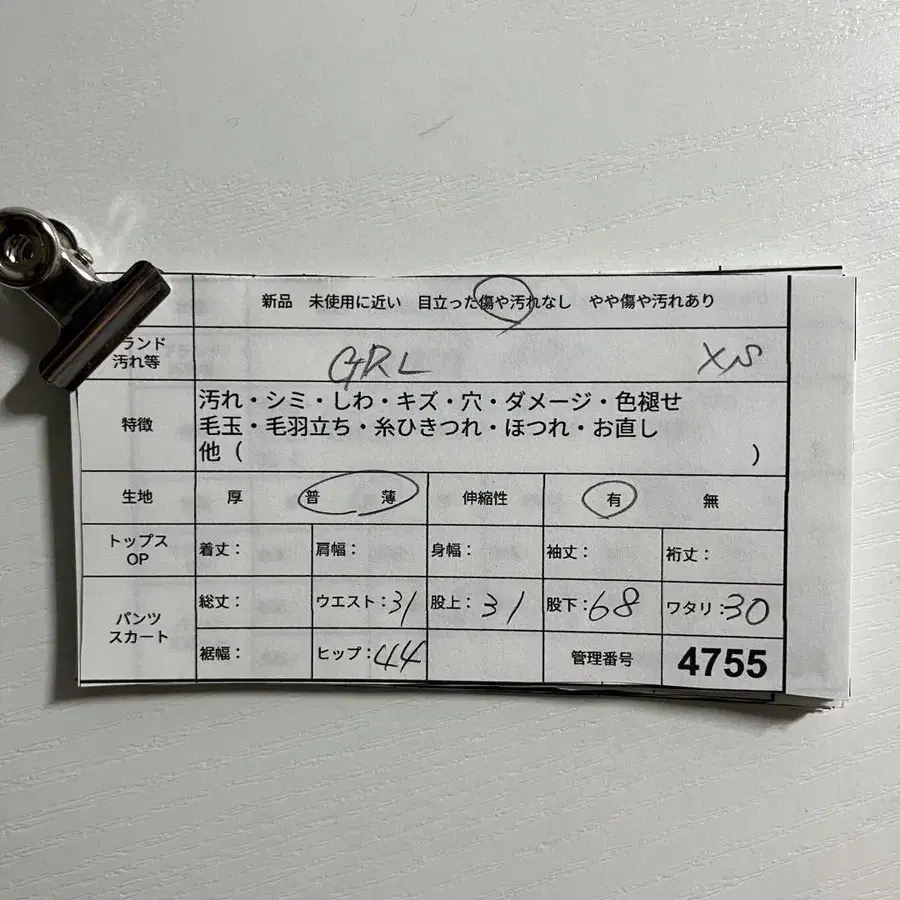 新品 未使用に近い 目立った傷や汚れなし やや傷や汚れあり
ランド
汚れ等 GRL XS
特徴 汚れ・シミ・しわ・キズ・穴・ダメージ・色褪せ
毛玉・毛羽立ち・糸ひきつれ・ほつれ・お直し
他（ ）
生地 厚 普 薄 伸縮性 有 無
トップス
OP 着丈： 肩幅： 身幅： 袖丈： 裄丈：
パンツ
スカート 総丈： ウエスト：31 股上：31 股下：68 ワタリ：30
裾幅： ヒップ：44 管理番号 4755